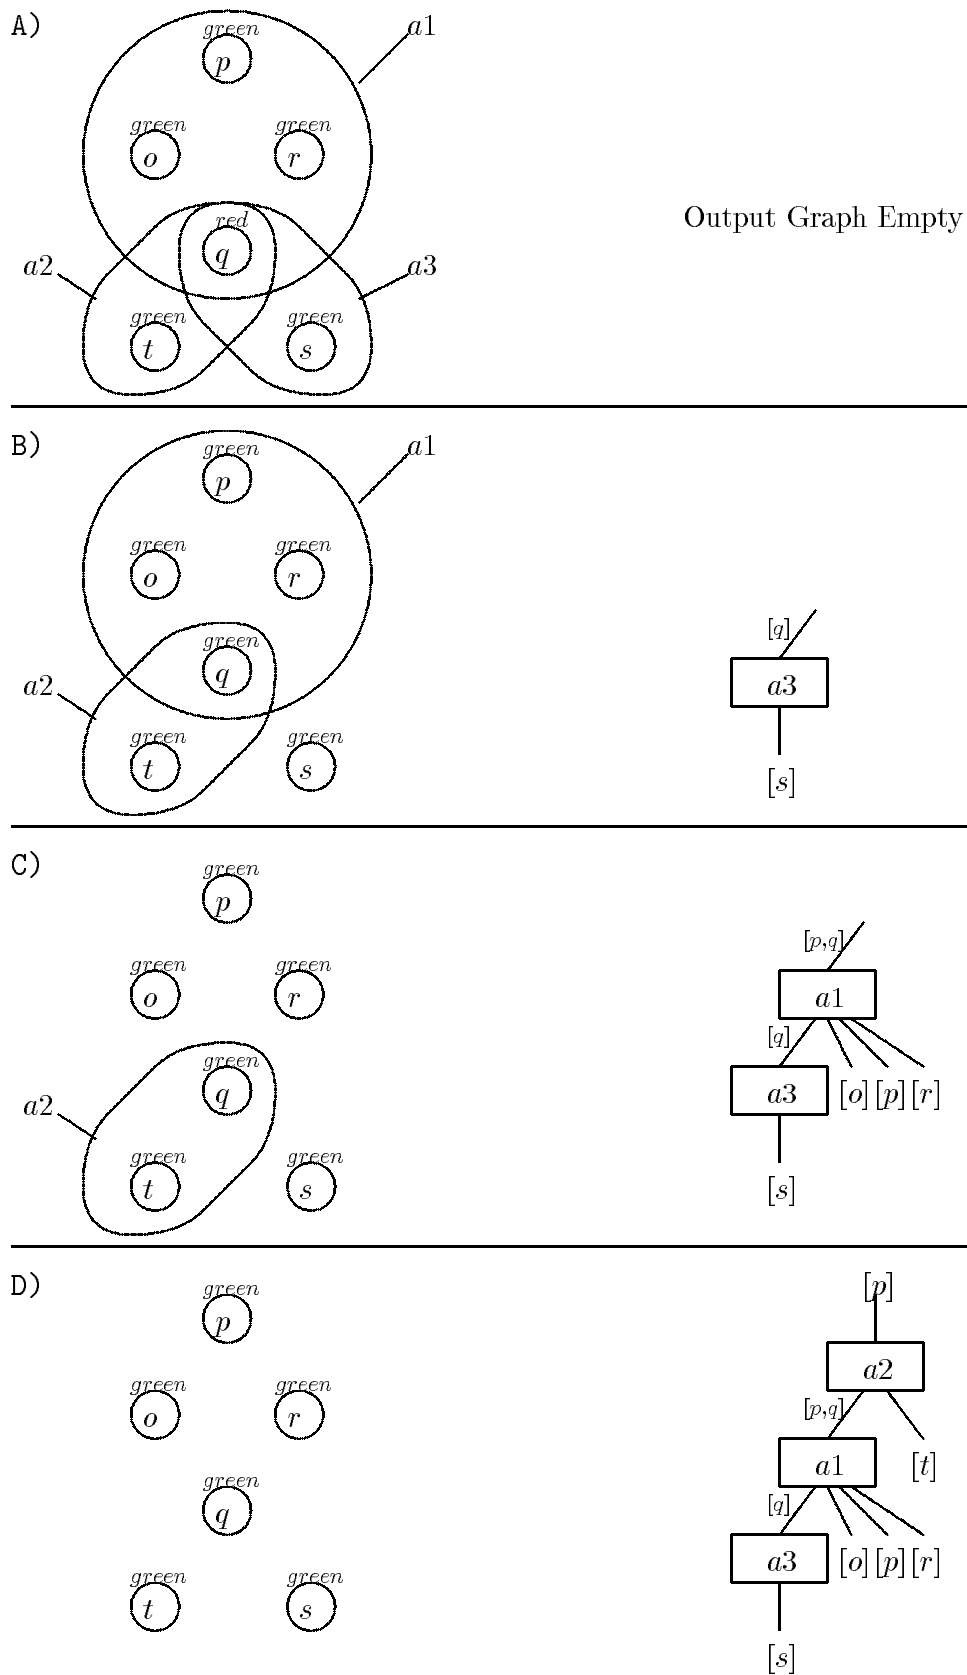 A) green a1
p
green green
o r
Output Graph Empty
red
q
a2 a3
green green
t s
B) green a1
p
green green
o r
green [q]
q
a2 a3
green green
t s [s]
C) green
p
[p,q]
green green
o r a1
[q]
green
q
a2 a3 [o] [p] [r]
green green
t s [s]
D) green [p]
p
a2
green green
o r [p,q]
a1 [t]
green [q]
q
a3 [o] [p] [r]
green green
t s
[s]